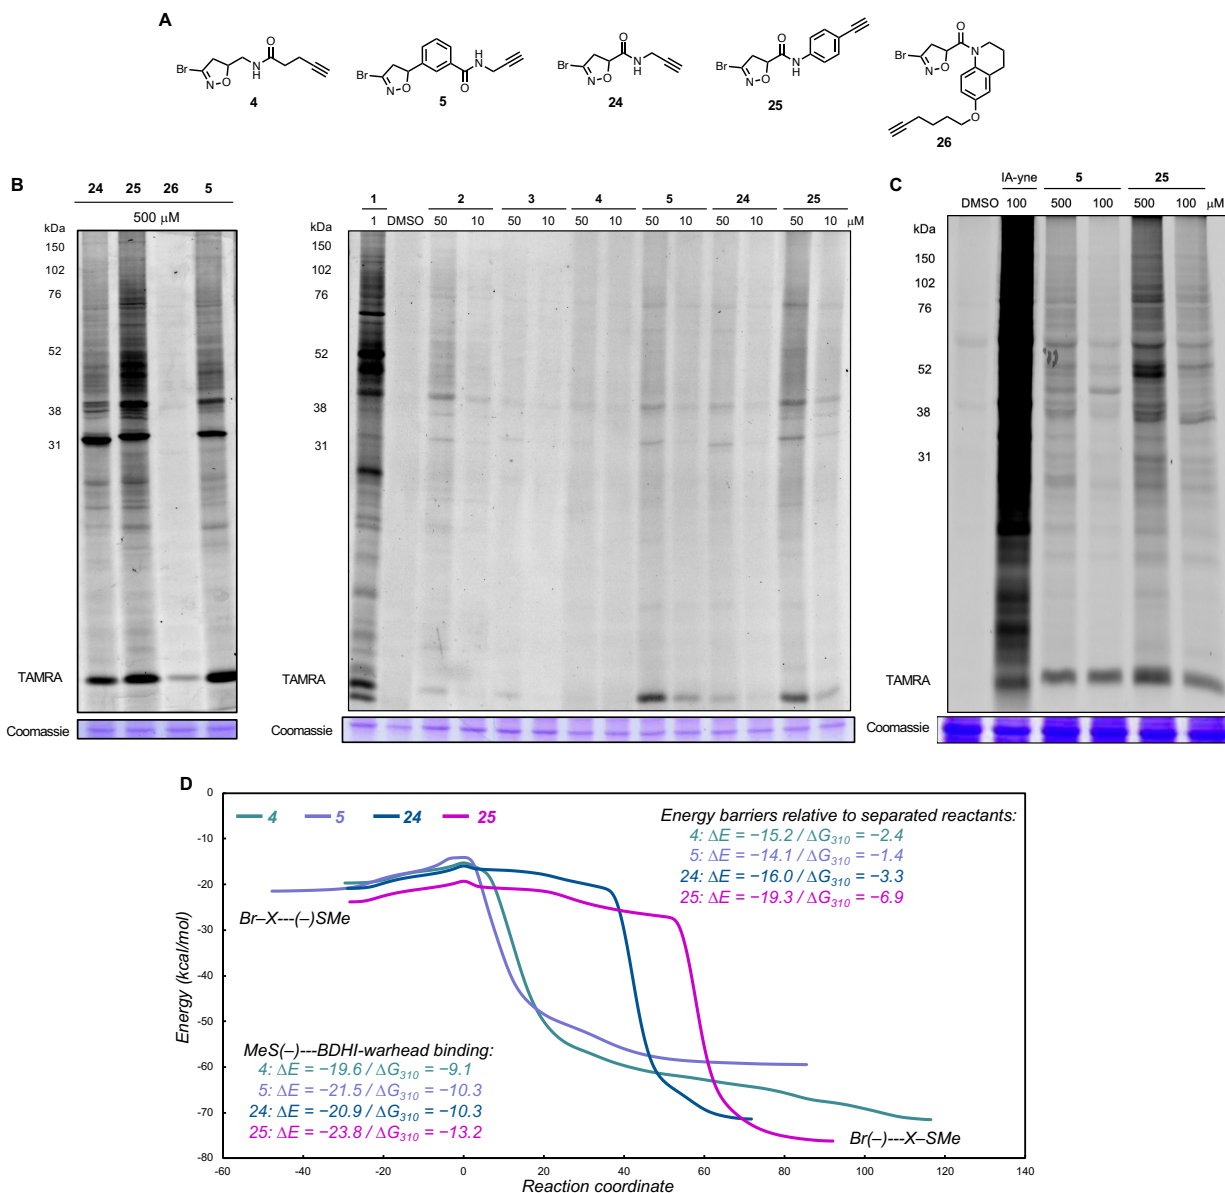 A
Br
N
O
O
N
H
4
Br
N
O
H
N
O
5
Br
N
O
O
H
N
24
Br
N
O
O
N
H
25
Br
N
O
O
N
O
26
B
24 25 26 5
500 μM
kDa
150
102
76
52
38
31
TAMRA
Coomassie
1 2 3 4 5 24 25
1 DMSO 50 10 50 10 50 10 50 10 50 10 50 10 μM
kDa
150
102
76
52
38
31
TAMRA
Coomassie
C
IA-yne 5 25
DMSO 100 500 100 500 100 μM
kDa
150
102
76
52
38
31
TAMRA
Coomassie
D
4 5 24 25
Energy barriers relative to separated reactants:
4: ΔE = −15.2 / ΔG310 = −2.4
5: ΔE = −14.1 / ΔG310 = −1.4
24: ΔE = −16.0 / ΔG310 = −3.3
25: ΔE = −19.3 / ΔG310 = −6.9
Br–X---(–)SMe
MeS(–)---BDHI-warhead binding:
4: ΔE = −19.6 / ΔG310 = −9.1
5: ΔE = −21.5 / ΔG310 = −10.3
24: ΔE = −20.9 / ΔG310 = −10.3
25: ΔE = −23.8 / ΔG310 = −13.2
Br(–)---X–SMe
Energy (kcal/mol)
0
-10
-20
-30
-40
-50
-60
-70
-80
-60 -40 -20 0 20 40 60 80 100 120 140
Reaction coordinate